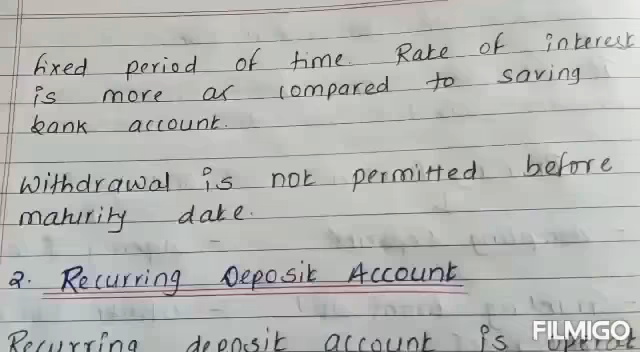 fixed period of time. Rate of interest
is more as compared to saving
bank account.
Withdrawal is not permitted before
maturity date.
2. Recurring Deposit Account
Recurring deposit account is
FILMIGO